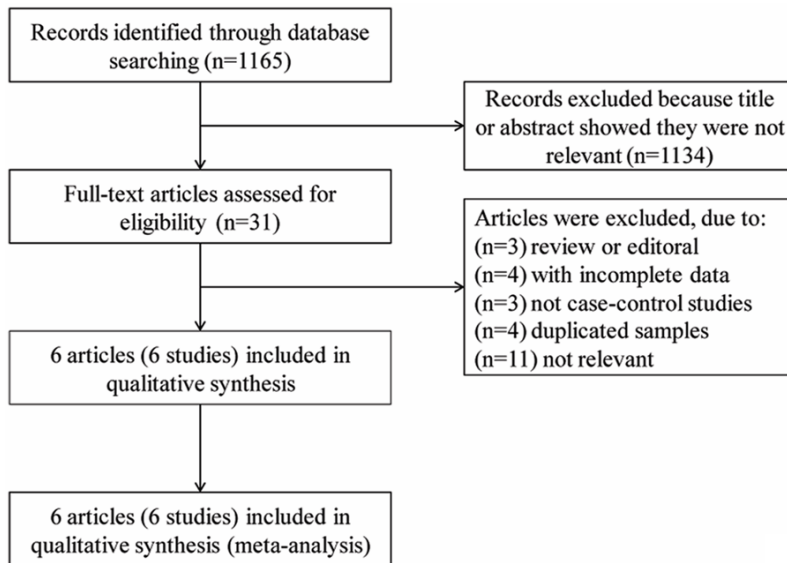 Records identified through database
searching (n=1165)
Records excluded because title
or abstract showed they were not
relevant (n=1134)
Full-text articles assessed for
eligibility (n=31)
Articles were excluded, due to:
(n=3) review or editoral
(n=4) with incomplete data
(n=3) not case-control studies
(n=4) duplicated samples
(n=11) not relevant
6 articles (6 studies) included in
qualitative synthesis
6 articles (6 studies) included in
qualitative synthesis (meta-analysis)